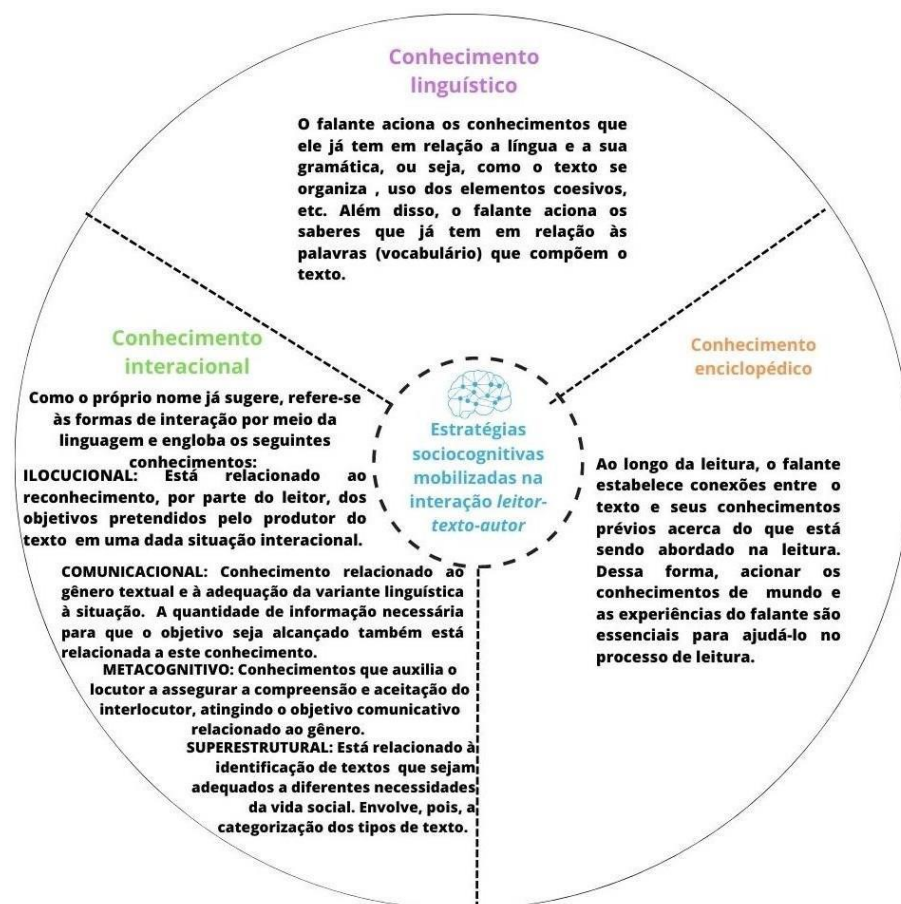 Conhecimento
linguístico
O falante aciona os conhecimentos que
ele já tem em relação a língua e a sua
gramática, ou seja, como o texto se
organiza , uso dos elementos coesivos,
etc. Além disso, o falante aciona os
saberes que já tem em relação às
palavras (vocabulário) que compõem o
texto.
Conhecimento
interacional
Como o próprio nome já sugere, refere-se
às formas de interação por meio da
linguagem e engloba os seguintes
conhecimentos:
ILOCUCIONAL: Está relacionado ao
reconhecimento, por parte do leitor, dos
objetivos pretendidos pelo produtor do
texto em uma dada situação interacional.
COMUNICACIONAL: Conhecimento relacionado ao
gênero textual e à adequação da variante linguística
à situação. A quantidade de informação necessária
para que o objetivo seja alcançado também está
relacionada a este conhecimento.
METACOGNITIVO: Conhecimentos que auxilia o
locutor a assegurar a compreensão e aceitação do
interlocutor, atingindo o objetivo comunicativo
relacionado ao gênero.
SUPERESTRUTURAL: Está relacionado à
identificação de textos que sejam
adequados a diferentes necessidades
da vida social. Envolve, pois, a
categorização dos tipos de texto.
Estratégias
sociocognitivas
mobilizadas na
interação leitor-
texto-autor
Conhecimento
enciclopédico
Ao longo da leitura, o falante
estabelece conexões entre o
texto e seus conhecimentos
prévios acerca do que está
sendo abordado na leitura.
Dessa forma, acionar os
conhecimentos de mundo e
as experiências do falante são
essenciais para ajudá-lo no
processo de leitura.